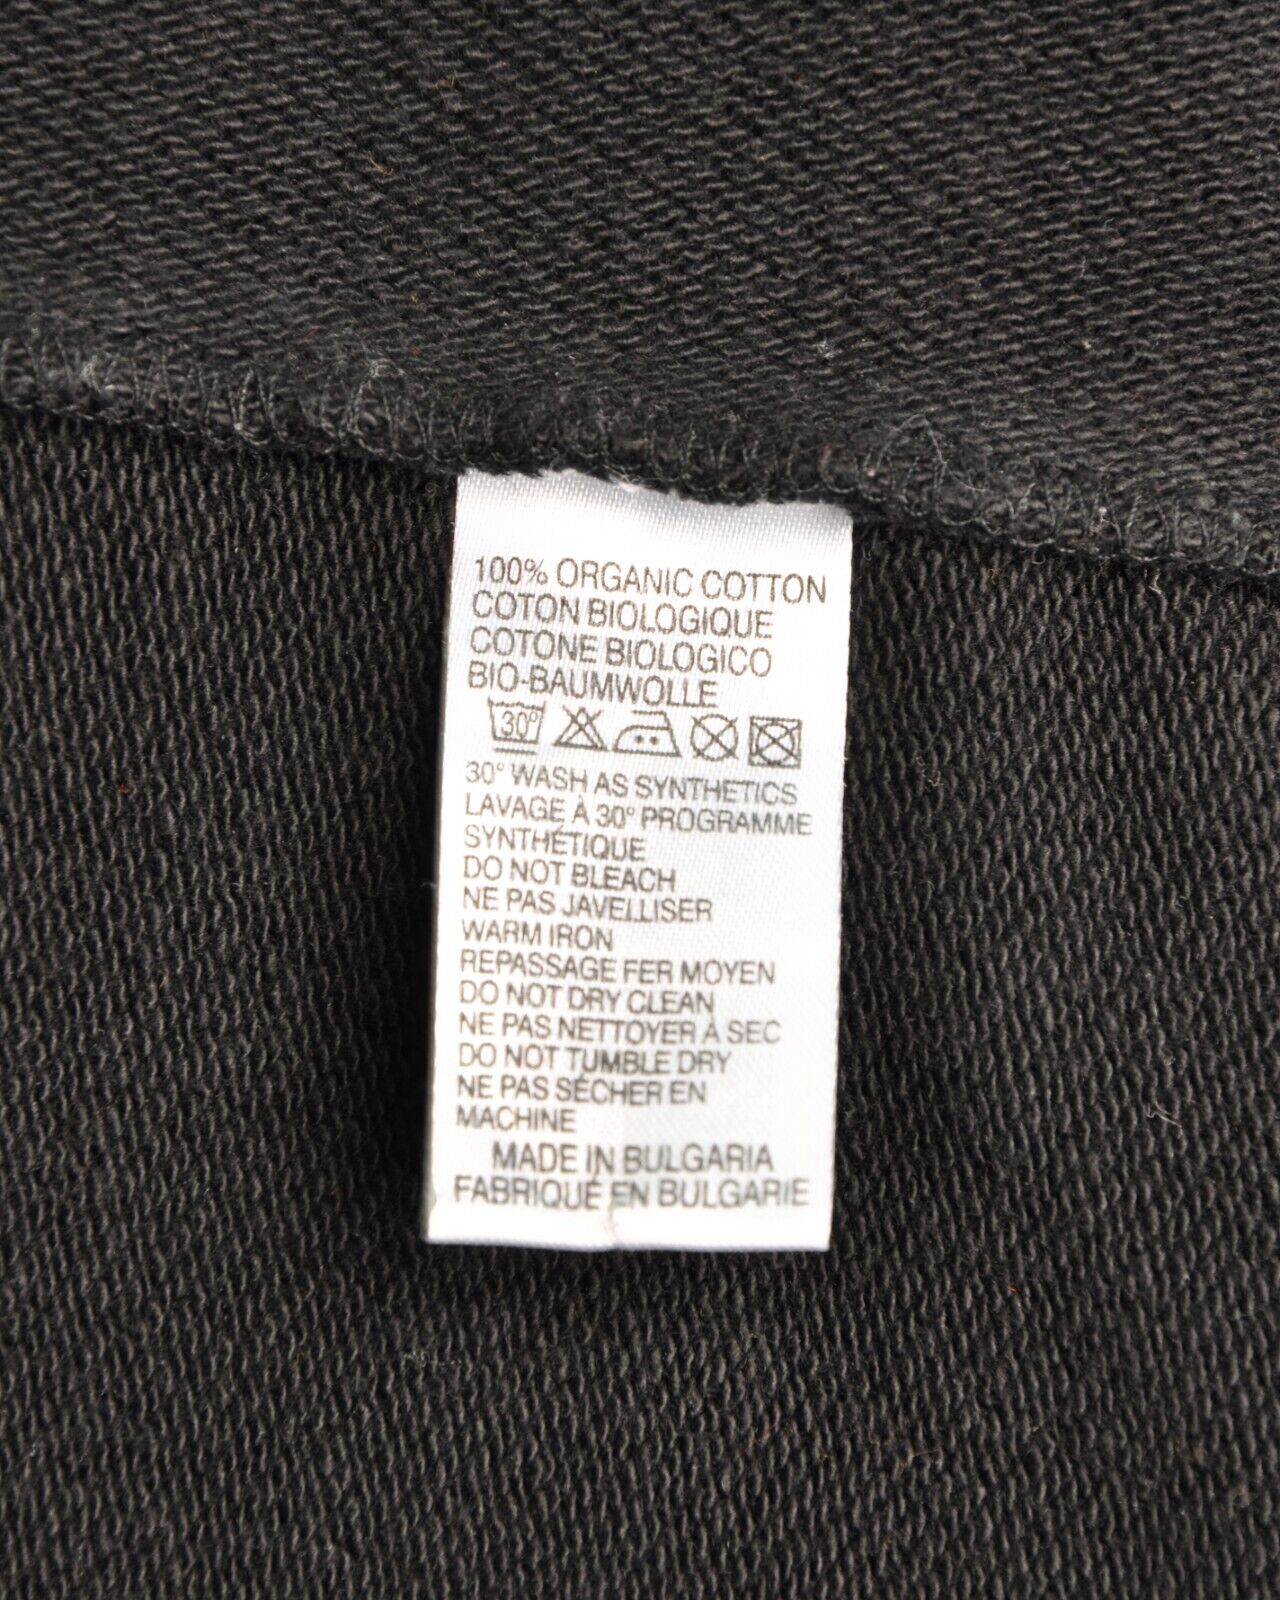 100% ORGANIC COTTON
COTON BIOLOGIQUE
COTONE BIOLOGICO
BIO-BAUMWOLLE
30°
30° WASH AS SYNTHETICS
LAVAGE À 30° PROGRAMME
SYNTHÉTIQUE
DO NOT BLEACH
NE PAS JAVELLISER
WARM IRON
REPASSAGE FER MOYEN
DO NOT DRY CLEAN
NE PAS NETTOYER À SEC
DO NOT TUMBLE DRY
NE PAS SÉCHER EN
MACHINE
MADE IN BULGARIA
FABRIQUÉ EN BULGARIE